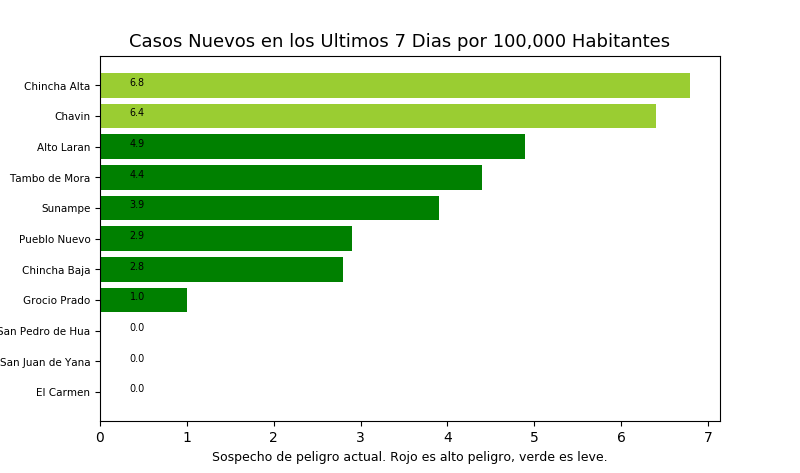 Casos Nuevos en los Ultimos 7 Dias por 100,000 Habitantes
Chincha Alta 6.8
Chavin 6.4
Alto Laran 4.9
Tambo de Mora 4.4
Sunampe 3.9
Pueblo Nuevo 2.9
Chincha Baja 2.8
Grocio Prado 1.0
San Pedro de Hua 0.0
San Juan de Yana 0.0
El Carmen 0.0
0 1 2 3 4 5 6 7
Sospecho de peligro actual. Rojo es alto peligro, verde es leve.